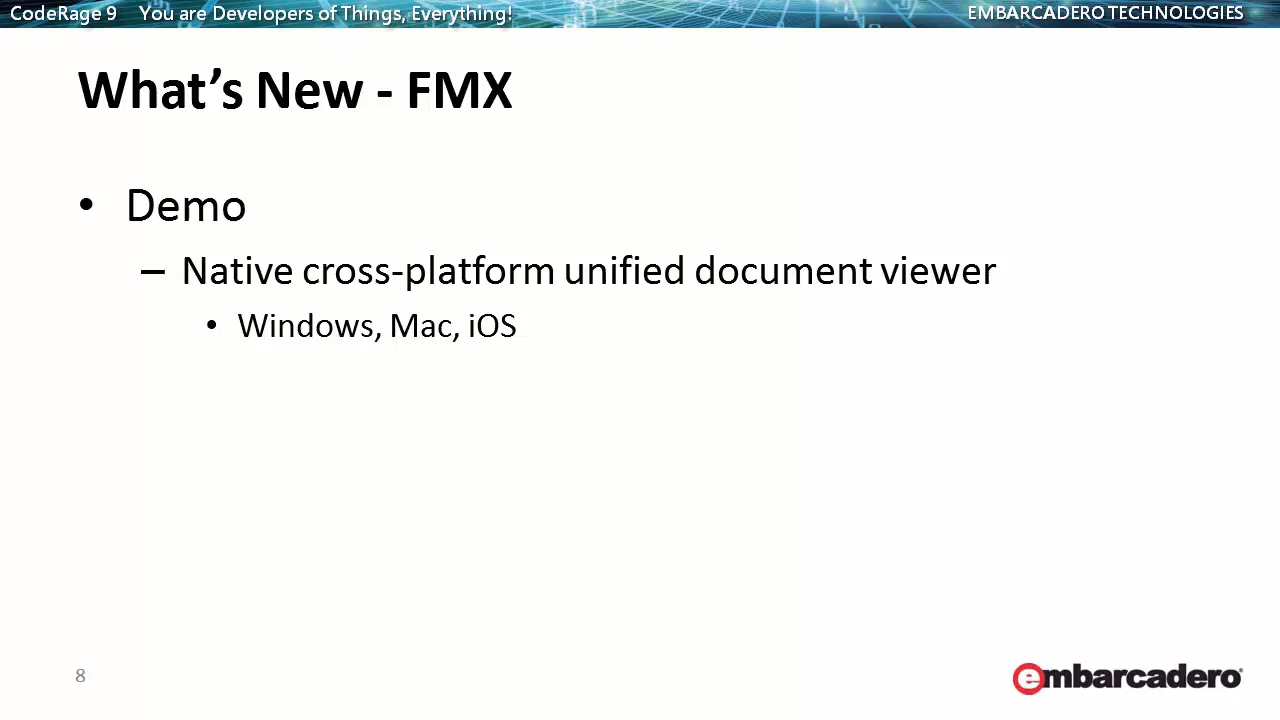 CodeRage 9 You are Developers of Things, Everything!
EMBARCADERO TECHNOLOGIES
What's New - FMX
• Demo
– Native cross-platform unified document viewer
• Windows, Mac, iOS
8
embarcadero